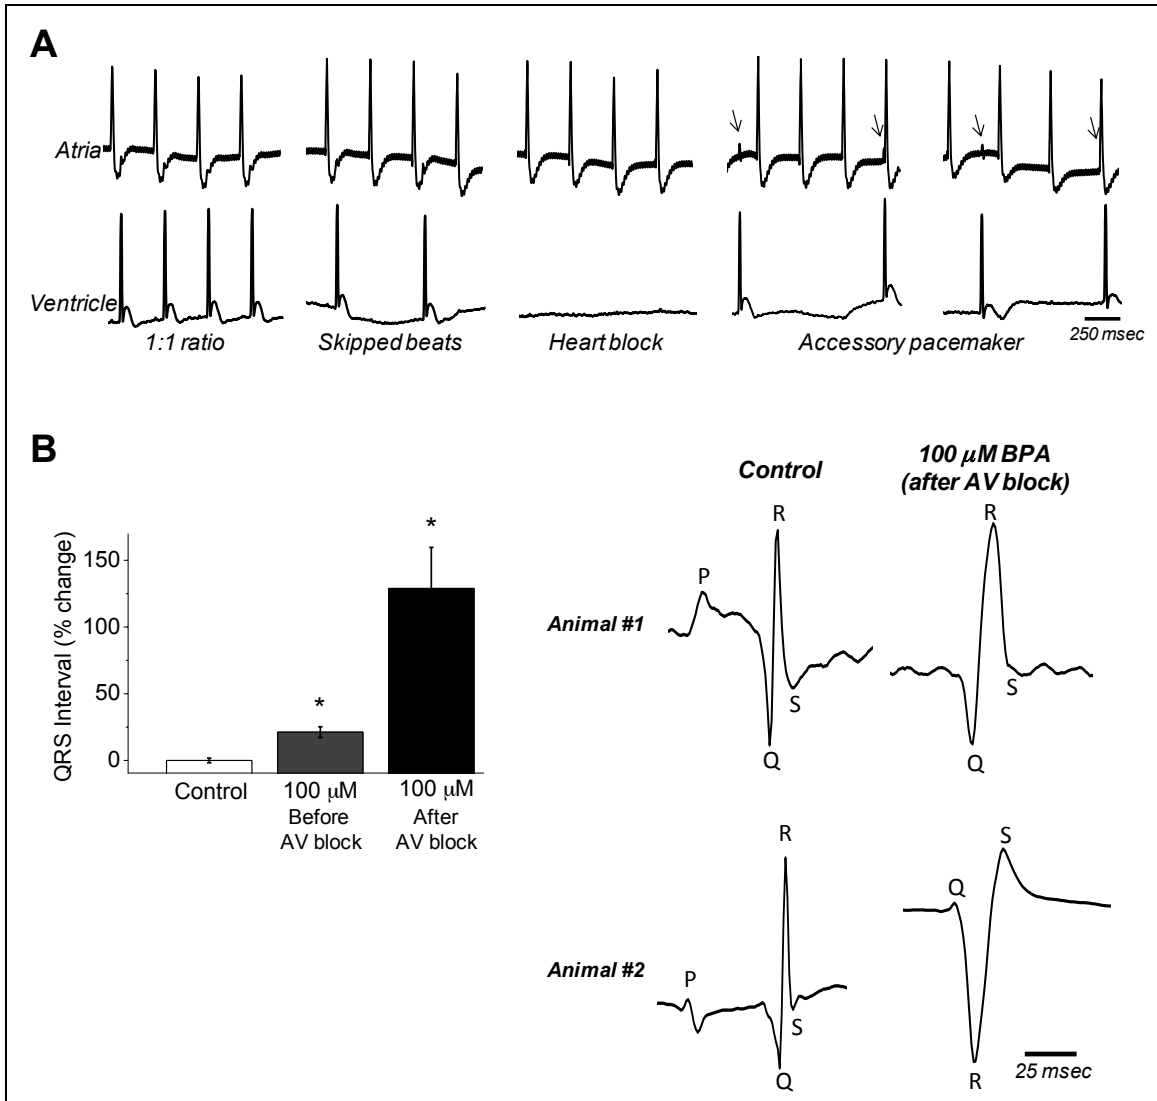 A
Atria
Ventricle
1:1 ratio
Skipped beats
Heart block
Accessory pacemaker
250 msec
B
QRS Interval (% change)
150
100
50
0
*
*
Control
100 μM
Before
AV block
100 μM
After
AV block
Control
100 μM BPA
(after AV block)
Animal #1
P
R
Q
S
R
Q
S
Animal #2
P
R
Q
S
Q
R
S
25 msec